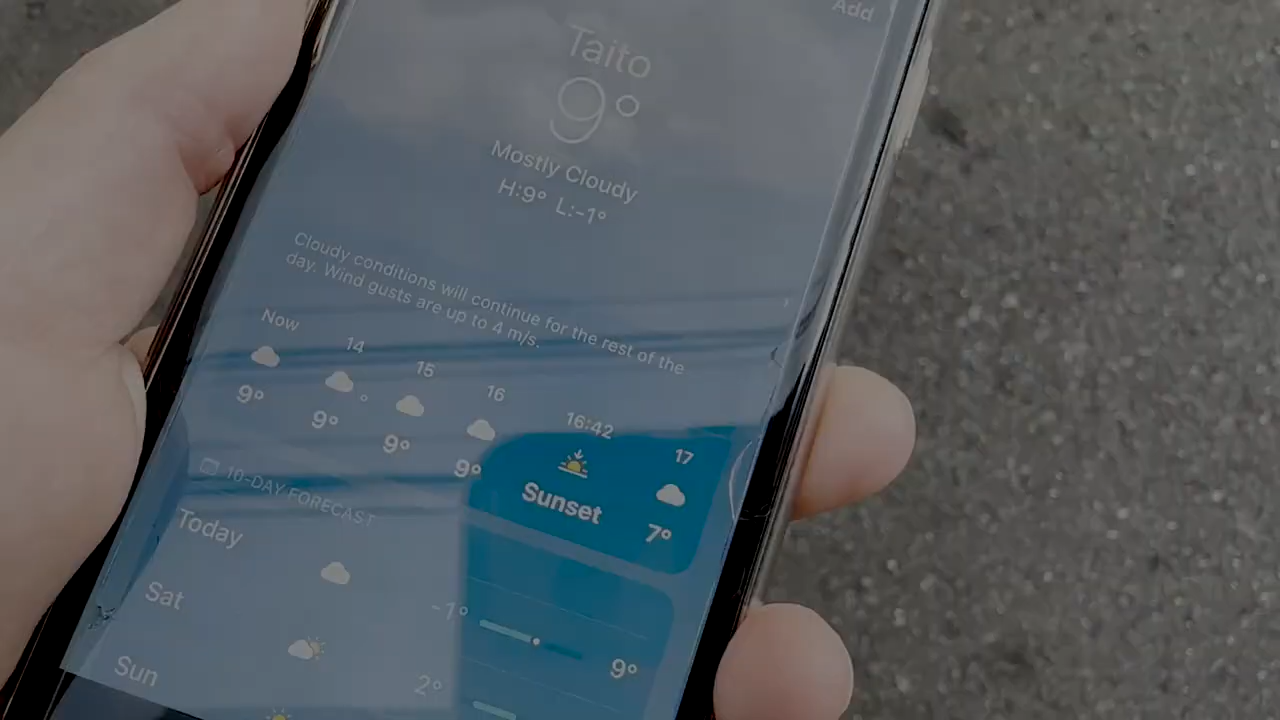 Add
Taito
9°
Mostly Cloudy
H:9° L:-1°
Cloudy conditions will continue for the rest of the
day. Wind gusts are up to 4 m/s.
Now 14 15 16 16:42 17
9° 9° 9° 9° Sunset 7°
10-DAY FORECAST
Today -1° 9°
Sat 2°
Sun